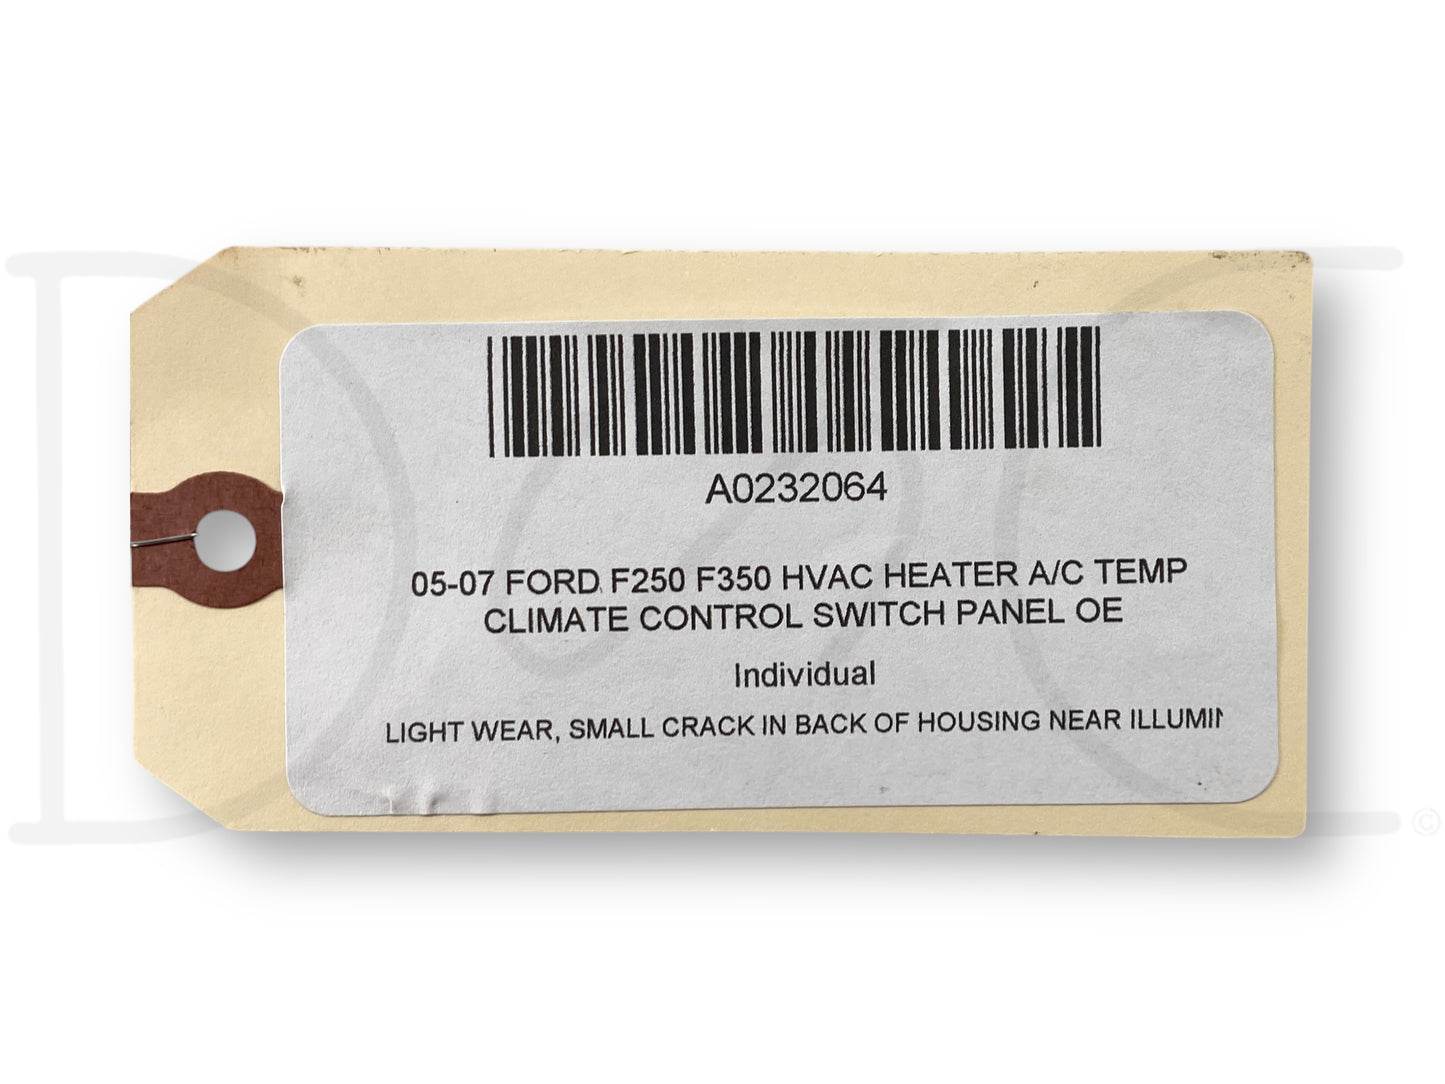 A0232064
05-07 FORD F250 F350 HVAC HEATER A/C TEMP
CLIMATE CONTROL SWITCH PANEL OE
Individual
LIGHT WEAR, SMALL CRACK IN BACK OF HOUSING NEAR
©